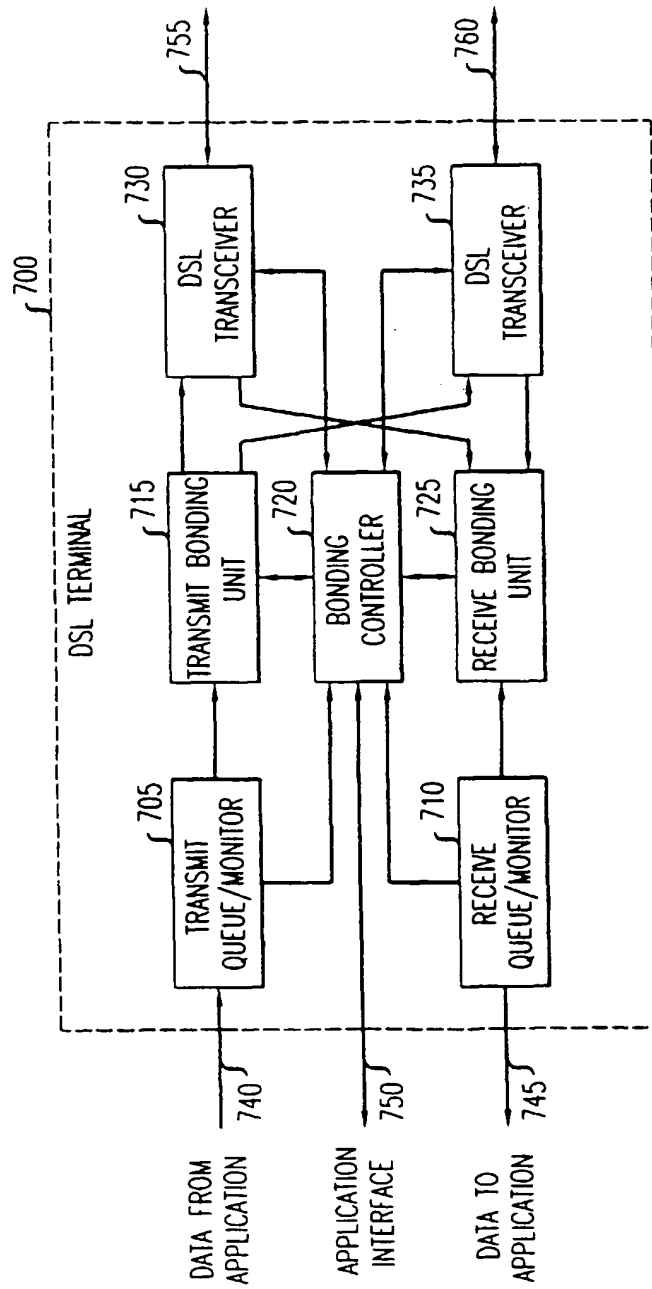 700
DSL TERMINAL
DATA FROM
APPLICATION
740
705
TRANSMIT
QUEUE/MONITOR
715
TRANSMIT BONDING
UNIT
730
DSL
TRANSCEIVER
755
APPLICATION
INTERFACE
750
720
BONDING
CONTROLLER
DATA TO
APPLICATION
745
710
RECEIVE
QUEUE/MONITOR
725
RECEIVE BONDING
UNIT
735
DSL
TRANSCEIVER
760